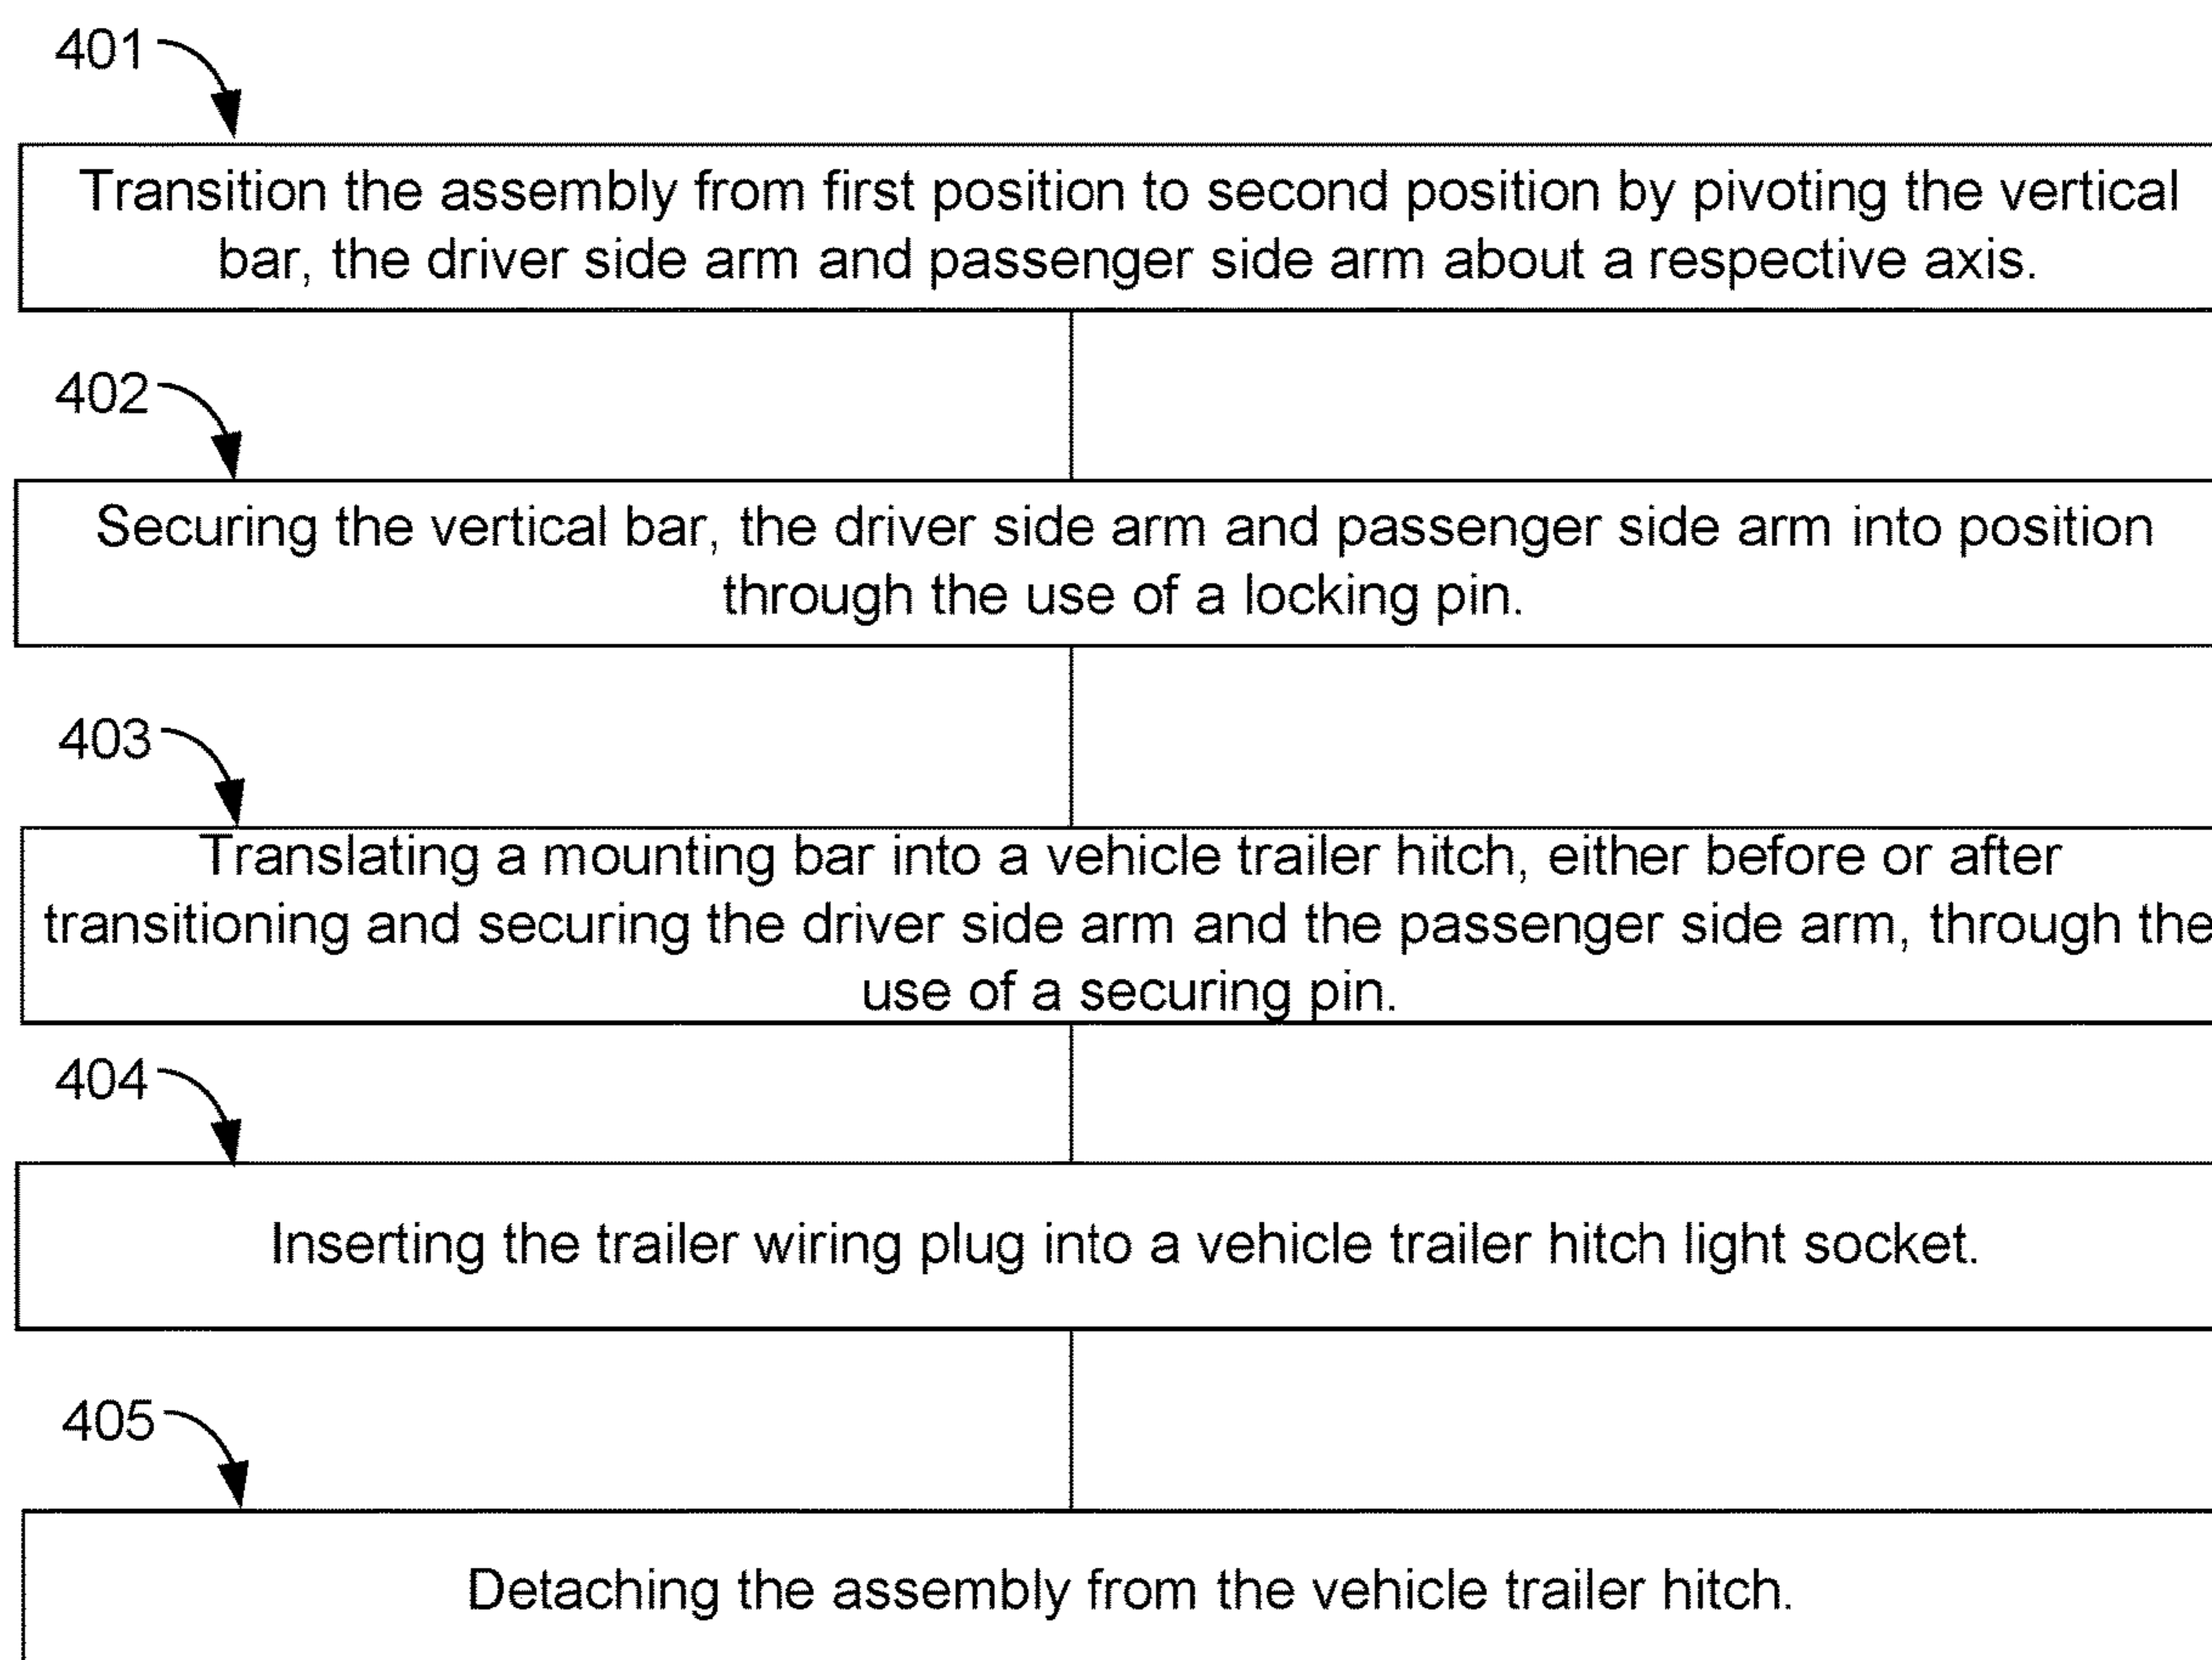 401
Transition the assembly from first position to second position by pivoting the vertical
bar, the driver side arm and passenger side arm about a respective axis.
402
Securing the vertical bar, the driver side arm and passenger side arm into position
through the use of a locking pin.
403
Translating a mounting bar into a vehicle trailer hitch, either before or after
transitioning and securing the driver side arm and the passenger side arm, through the
use of a securing pin.
404
Inserting the trailer wiring plug into a vehicle trailer hitch light socket.
405
Detaching the assembly from the vehicle trailer hitch.